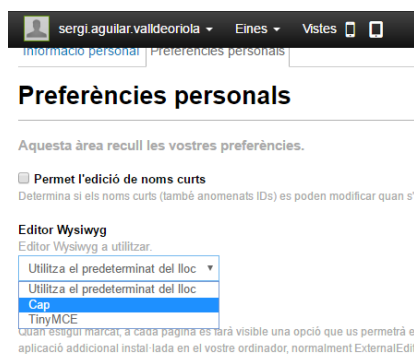 sergi.aguilar.valldeoriola Eines Vistes
Informació personal Preferències personals
Preferències personals
Aquesta àrea recull les vostres preferències.
Permet l'edició de noms curts
Determina si els noms curts (també anomenats IDs) es poden modificar quan s'
Editor Wysiwyg
Editor Wysiwyg a utilitzar.
Utilitza el predeterminat del lloc
Utilitza el predeterminat del lloc
Cap
TinyMCE
Quan estigui marcat, a cada pàgina es farà visible una opció que us permetrà e
aplicació addicional instal·lada en el vostre ordinador, normalment ExternalEdit